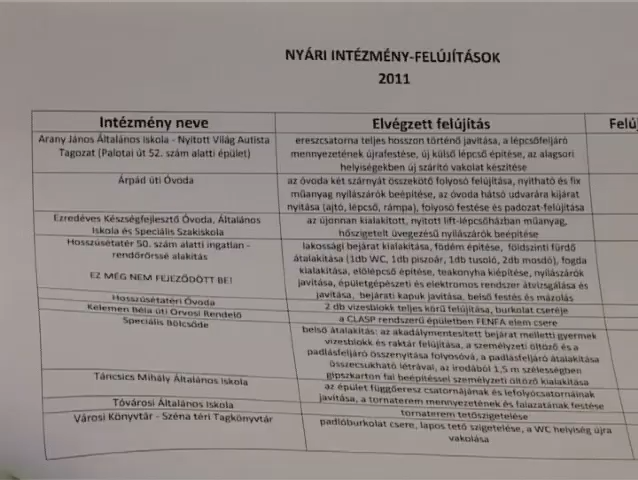 NYÁRI INTÉZMÉNY-FELÚJÍTÁSOK
2011
Intézmény neve
Elvégzett felújítás
Felúj
Arany János Általános Iskola - Nyitott Világ Autista
Tagozat (Palotai út 52. szám alatti épület)
ereszcsatorna teljes hosszon történő javítása, a lépcsőfeljáró
mennyezetének újrafestése, új külső lépcső építése, az alagsori
helyiségekben új szárító vakolat készítése
Árpád úti Óvoda
az óvoda két szárnyát összekötő folyosó felújítása, nyitható és fix
műanyag nyílászárók beépítése, az óvoda hátsó udvarára kijárat
nyitása (ajtó, lépcső, rámpa), folyosó festése és padozat-felújítása
Ezredéves Készségfejlesztő Óvoda, Általános
Iskola és Speciális Szakiskola
az újonnan kialakított, nyitott lift-lépcsőházban műanyag,
hőszigetelt üvegezésű nyílászárók beépítése
Hosszúsétatér 50. szám alatti ingatlan -
rendőrörssé alakítás
EZ MÉG NEM FEJEZŐDÖTT BE!
lakossági bejárat kialakítása, födém építése, földszinti fürdő
átalakítása (1db WC, 1db piszoár, 1db tusoló, 2db mosdó), fogda
kialakítása, előlépcső építése, teakonyha kiépítése, nyílászárók
javítása, épületgépészeti és elektromos rendszer átvizsgálása és
javítása, bejárati kapuk javítása, belső festés és mázolás
Hosszúsétatéri Óvoda
2 db vizesblokk teljes körű felújítása, burkolat cseréje
Kelemen Béla úti Orvosi Rendelő
a CLASP rendszerű épületben FENFA elem csere
Speciális Bölcsőde
belső átalakítás: az akadálymentesített bejárat melletti gyermek
vizesblokk és raktár felújítása, a személyzeti öltöző és a
padlásfeljáró összenyitása folyosóvá, a padlásfeljáró átalakítása
összecsukható létrával, az irodából 1,5 m szélességben
gipszkarton fal beépítéssel személyzeti öltöző kialakítása
Táncsics Mihály Általános Iskola
az épület függőeresz csatornájának és lefolyócsatornáinak
javítása, a tornaterem mennyezetének és falazatának festése
Tóvárosi Általános Iskola
tornaterem tetőszigetelése
Városi Könyvtár - Széna téri Tagkönyvtár
padlóburkolat csere, lapos tető szigetelése, a WC helyiség újra
vakolása